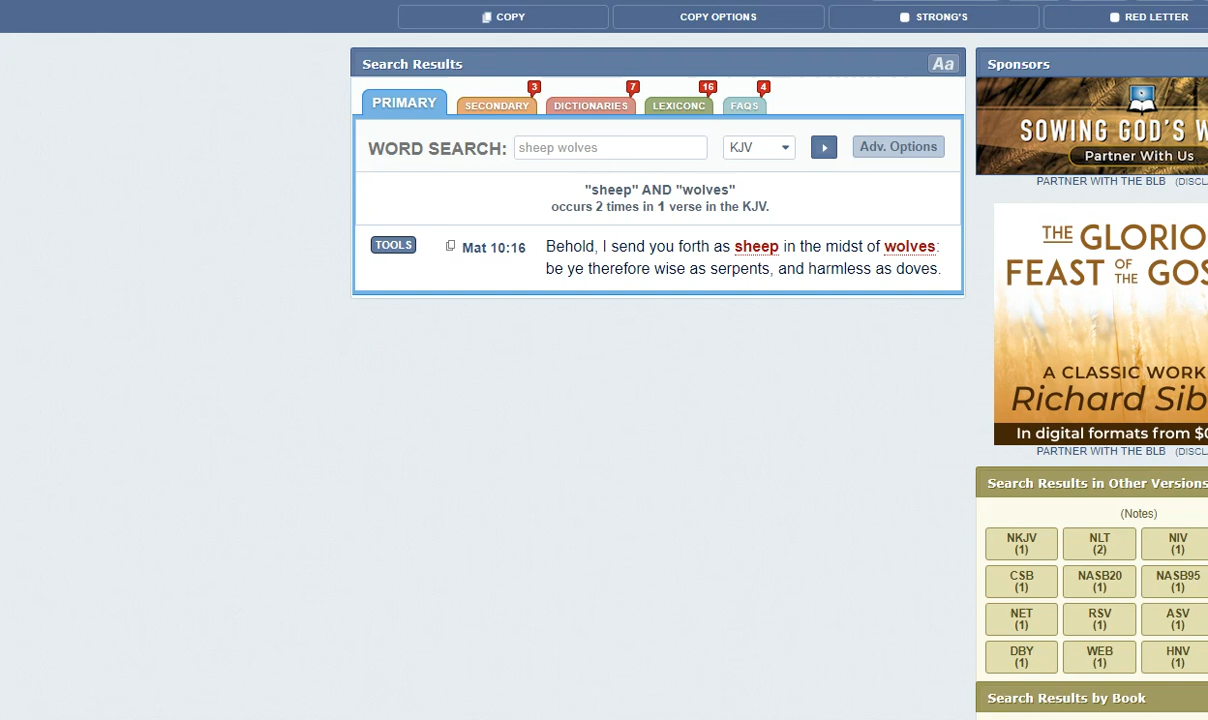 COPY
COPY OPTIONS
STRONG'S
RED LETTER
Search Results
Aa
Sponsors
PRIMARY
SECONDARY
3
DICTIONARIES
7
LEXICONC
16
FAQS
4
WORD SEARCH:
sheep wolves
KJV
Adv. Options
"sheep" AND "wolves"
occurs 2 times in 1 verse in the KJV.
TOOLS
Mat 10:16
Behold, I send you forth as sheep in the midst of wolves:
be ye therefore wise as serpents, and harmless as doves.
SOWING GOD'S W
Partner With Us
PARTNER WITH THE BLB (DISCL
THE GLORIO
FEAST OF THE GOS
A CLASSIC WORK
Richard Sib
In digital formats from $0
PARTNER WITH THE BLB (DISCL
Search Results in Other Versions
(Notes)
NKJV
(1)
NLT
(2)
NIV
(1)
CSB
(1)
NASB20
(1)
NASB95
(1)
NET
(1)
RSV
(1)
ASV
(1)
DBY
(1)
WEB
(1)
HNV
(1)
Search Results by Book